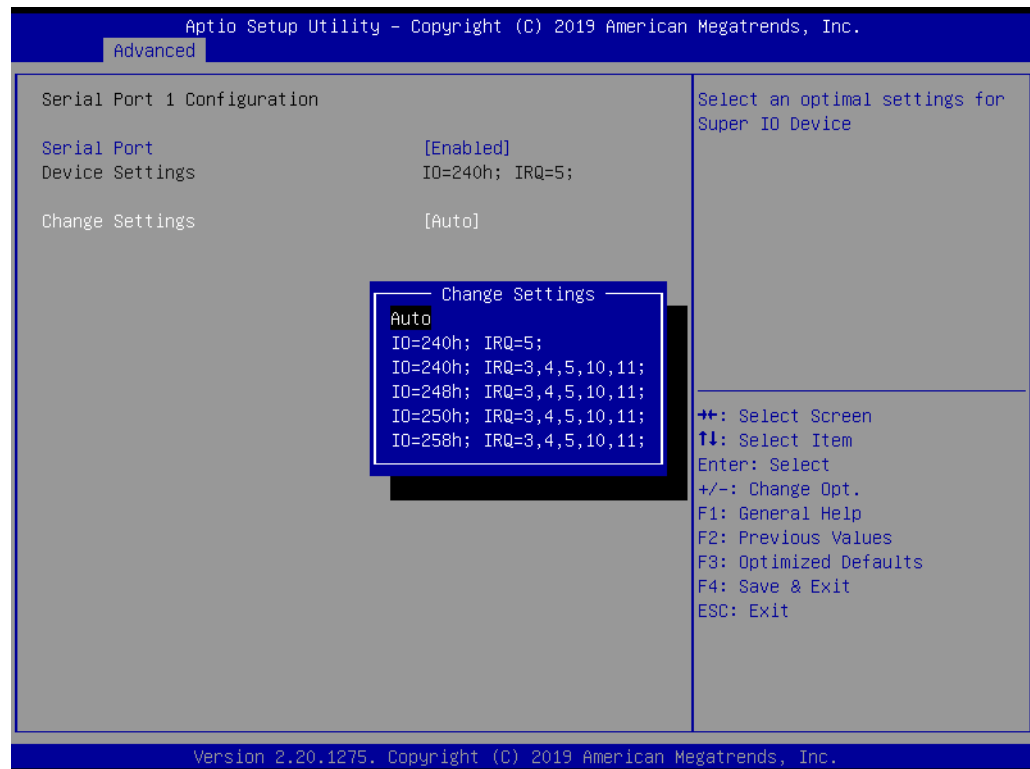 Aptio Setup Utility – Copyright (C) 2019 American Megatrends, Inc.
Advanced
Serial Port 1 Configuration
Serial Port [Enabled]
Device Settings IO=240h; IRQ=5;
Change Settings [Auto]
Change Settings
Auto
IO=240h; IRQ=5;
IO=240h; IRQ=3,4,5,10,11;
IO=248h; IRQ=3,4,5,10,11;
IO=250h; IRQ=3,4,5,10,11;
IO=258h; IRQ=3,4,5,10,11;
Select an optimal settings for
Super IO Device
→←: Select Screen
↑↓: Select Item
Enter: Select
+/-: Change Opt.
F1: General Help
F2: Previous Values
F3: Optimized Defaults
F4: Save & Exit
ESC: Exit
Version 2.20.1275. Copyright (C) 2019 American Megatrends, Inc.